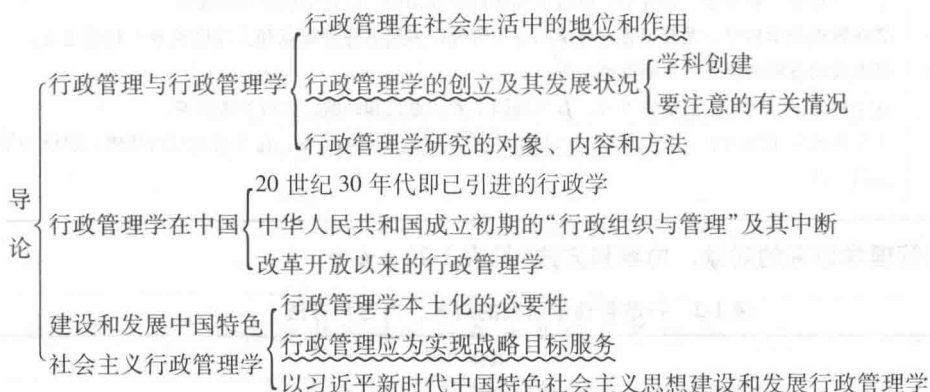 行政管理在社会生活中的地位和作用
行政管理与行政管理学
行政管理学的创立及其发展状况
学科创建
要注意的有关情况
行政管理学研究的对象、内容和方法
导论
20世纪30年代即已引进的行政学
行政管理学在中国
中华人民共和国成立初期的“行政组织与管理”及其中断
改革开放以来的行政管理学
建设和发展中国特色
社会主义行政管理学
行政管理学本土化的必要性
行政管理应为实现战略目标服务
以习近平新时代中国特色社会主义思想建设和发展行政管理学